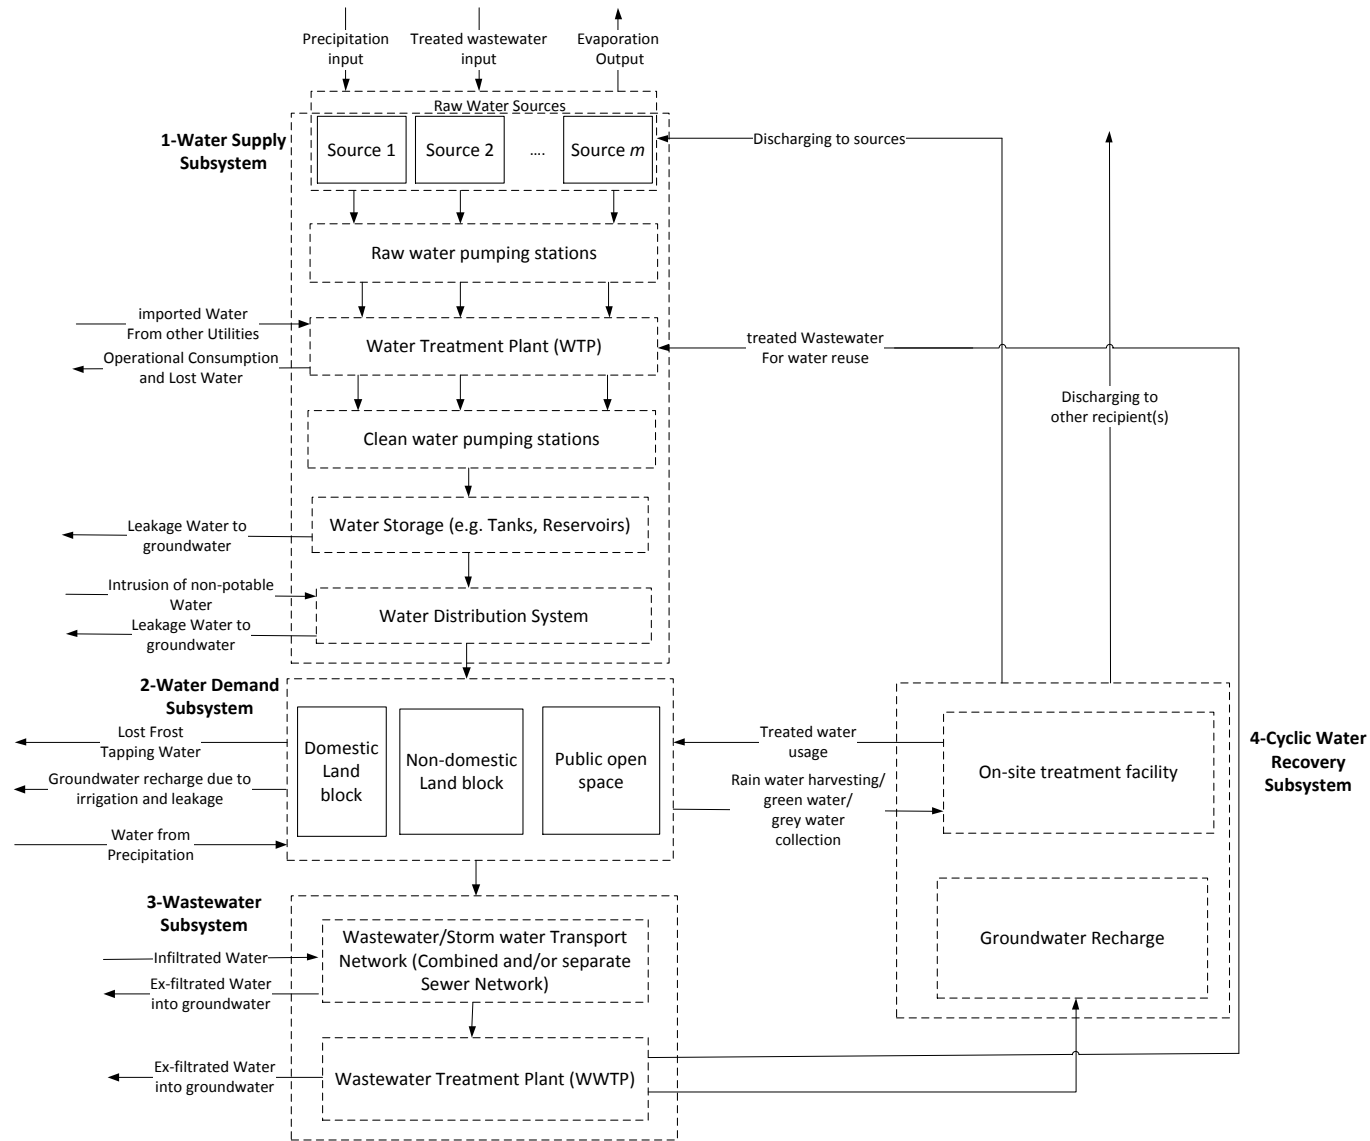 Precipitation
input
Treated wastewater
input
Evaporation
Output
Raw Water Sources
1-Water Supply
Subsystem
Source 1
Source 2
....
Source m
Discharging to sources
Raw water pumping stations
imported Water
From other Utilities
Operational Consumption
and Lost Water
Water Treatment Plant (WTP)
treated Wastewater
For water reuse
Discharging to
other recipient(s)
Clean water pumping stations
Leakage Water to
groundwater
Water Storage (e.g. Tanks, Reservoirs)
Intrusion of non-potable
Water
Leakage Water to
groundwater
Water Distribution System
2-Water Demand
Subsystem
Lost Frost
Tapping Water
Groundwater recharge due to
irrigation and leakage
Water from
Precipitation
Domestic
Land
block
Non-domestic
Land block
Public open
space
Treated water
usage
Rain water harvesting/
green water/
grey water
collection
On-site treatment facility
4-Cyclic Water
Recovery
Subsystem
Groundwater Recharge
3-Wastewater
Subsystem
Infiltrated Water
Ex-filtrated Water
into groundwater
Wastewater/Storm water Transport
Network (Combined and/or separate
Sewer Network)
Ex-filtrated Water
into groundwater
Wastewater Treatment Plant (WWTP)